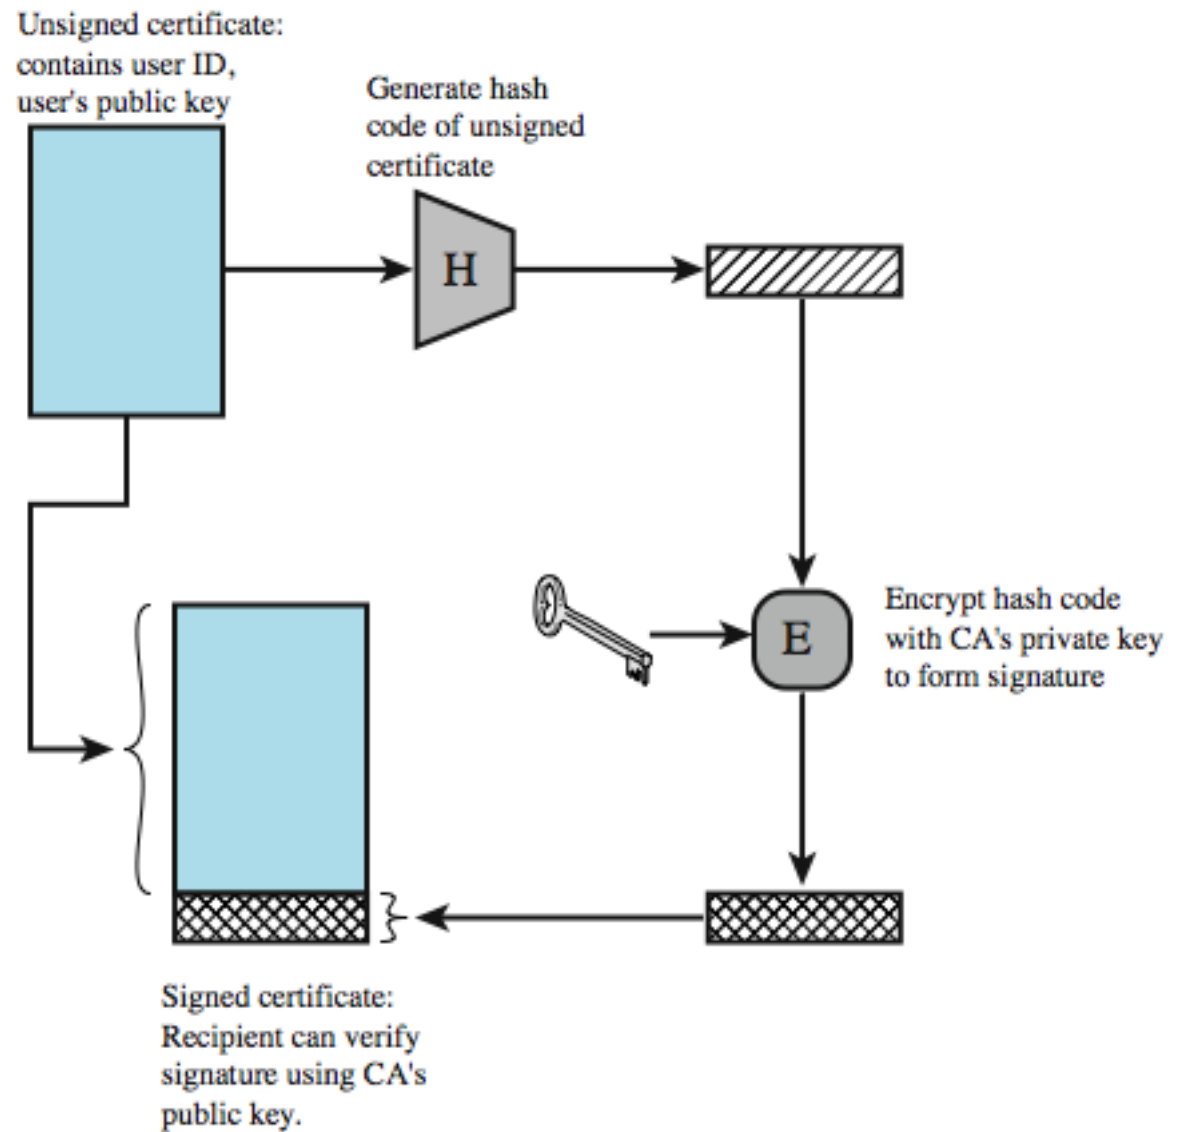 Unsigned certificate:
contains user ID,
user's public key
Generate hash
code of unsigned
certificate
H
E
Encrypt hash code
with CA's private key
to form signature
Signed certificate:
Recipient can verify
signature using CA's
public key.